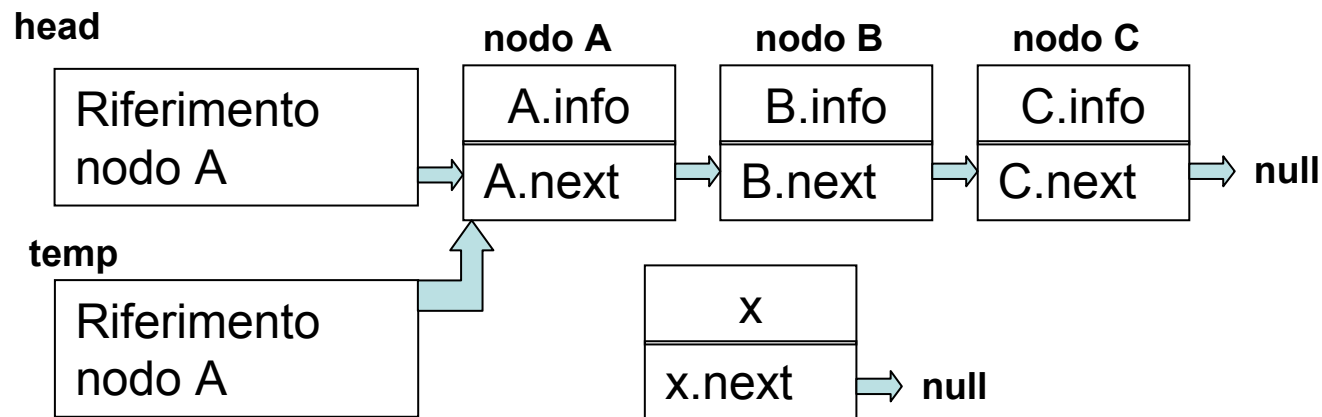 head
nodo A
nodo B
nodo C
Riferimento
nodo A
A.info
B.info
C.info
A.next
B.next
C.next
null
temp
Riferimento
nodo A
x
x.next
null